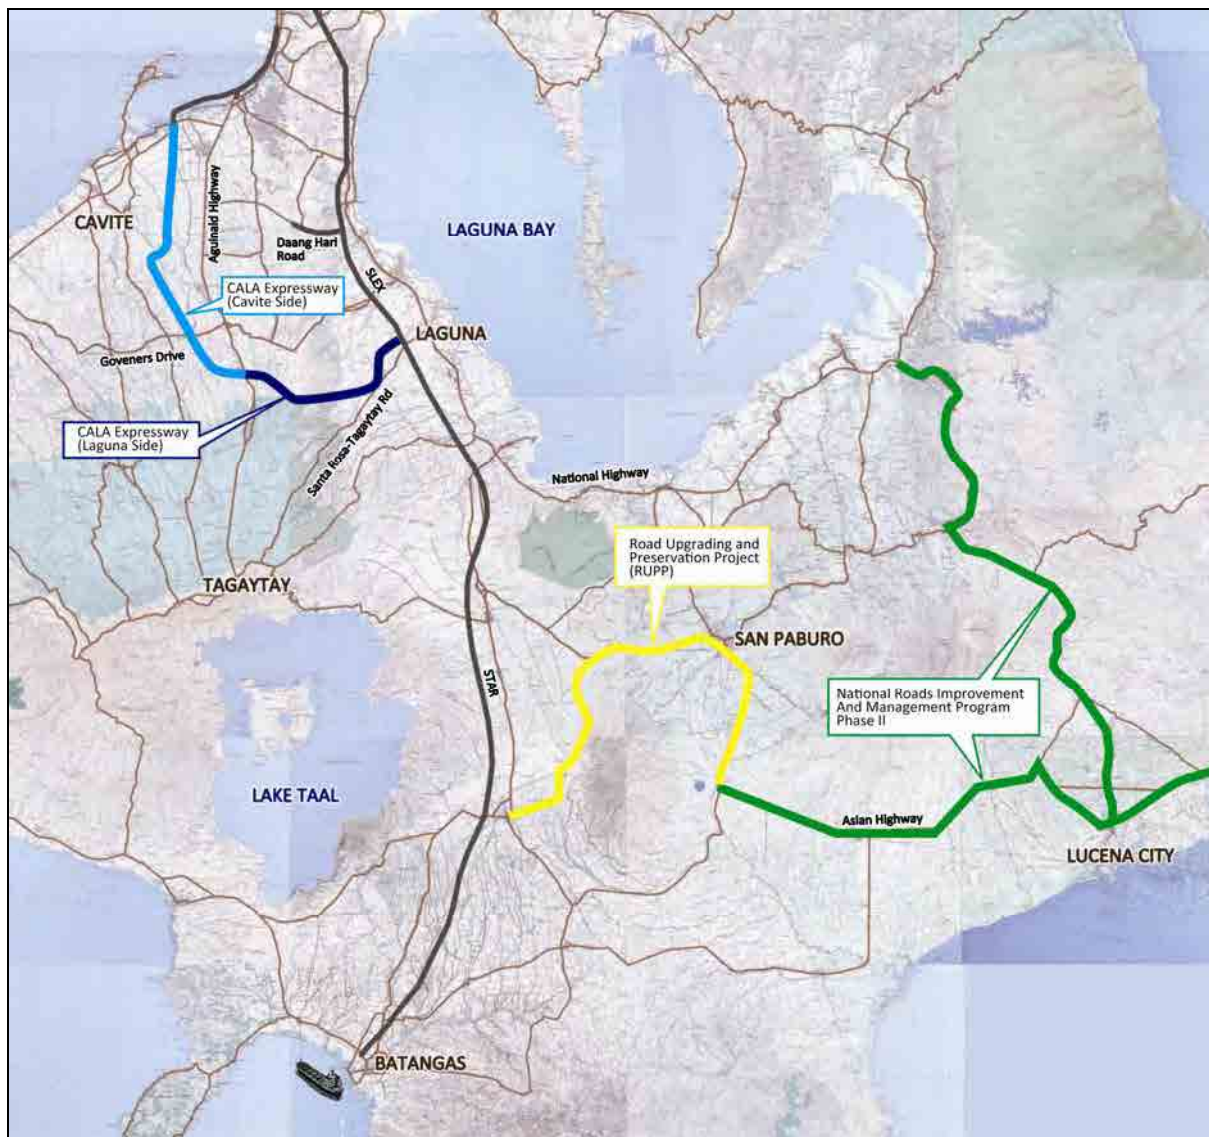 CAVITE
Aguinald Highway
Daang Hari
Road
LAGUNA BAY
SLEX
CALA Expressway
(Cavite Side)
LAGUNA
Goveners Drive
CALA Expressway
(Laguna Side)
Santa Rosa-Tagaytay Rd
National Highway
Road Upgrading and
Preservation Project
(RUPP)
TAGAYTAY
SAN PABURO
STAR
National Roads Improvement
And Management Program
Phase II
LAKE TAAL
Asian Highway
LUCENA CITY
BATANGAS